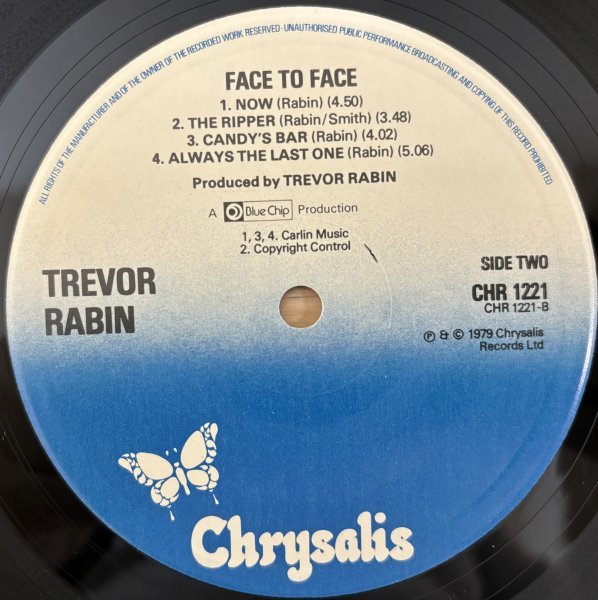 ALL RIGHTS OF THE MANUFACTURER AND OF THE OWNER OF THE RECORDED WORK RESERVED · UNAUTHORISED PUBLIC PERFORMANCE BROADCASTING AND COPYING OF THIS RECORD PROHIBITED
FACE TO FACE
1. NOW (Rabin) (4.50)
2. THE RIPPER (Rabin/Smith) (3.48)
3. CANDY'S BAR (Rabin) (4.02)
4. ALWAYS THE LAST ONE (Rabin) (5.06)
Produced by TREVOR RABIN
A Blue Chip Production
1, 3, 4. Carlin Music
2. Copyright Control
TREVOR
RABIN
SIDE TWO
CHR 1221
CHR 1221-B
℗ & © 1979 Chrysalis
Records Ltd
Chrysalis